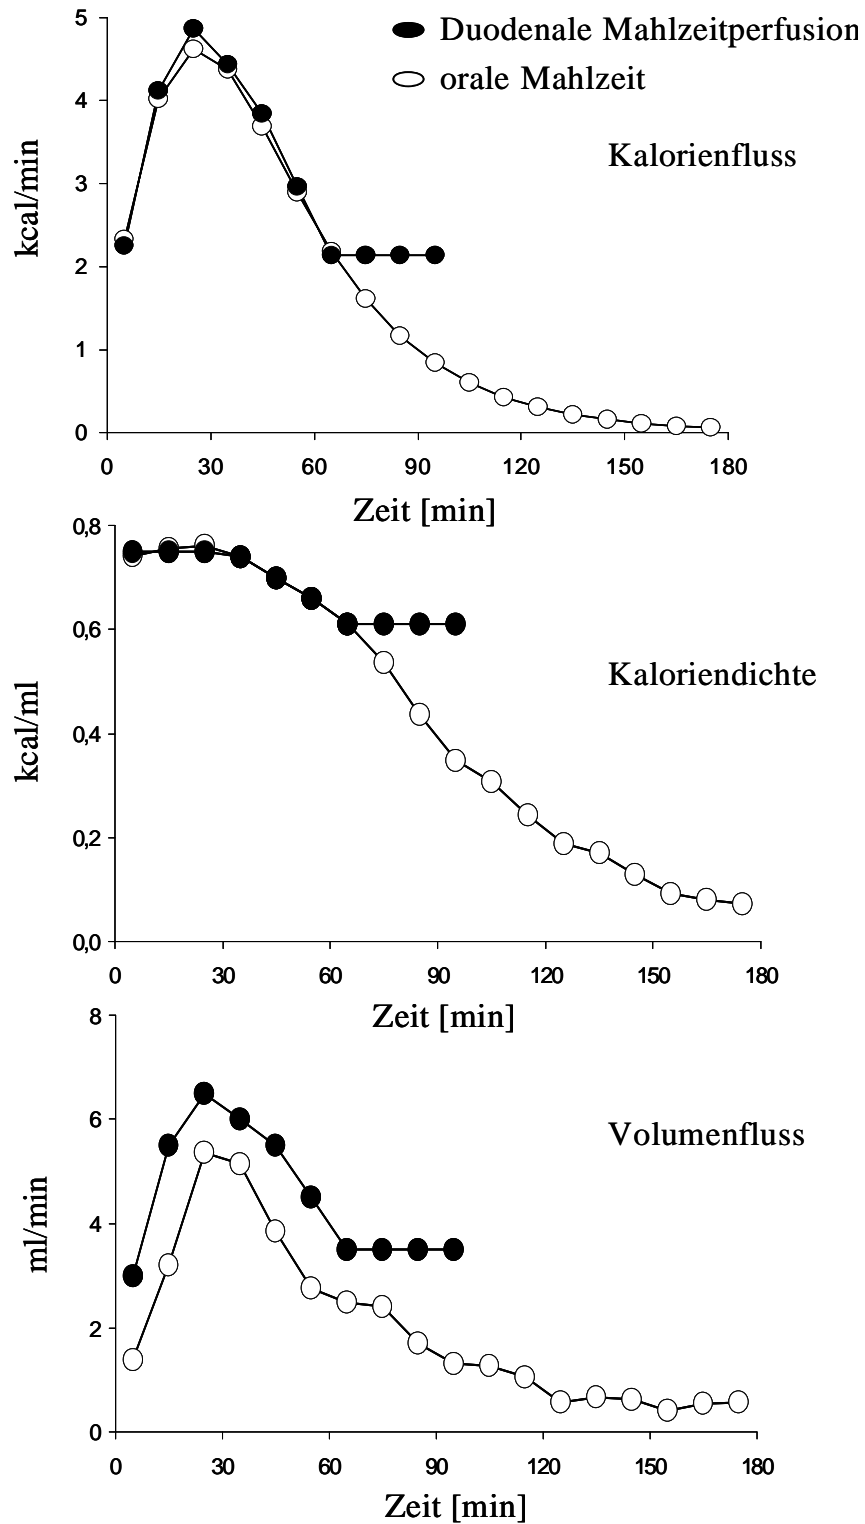 5
Duodenale Mahlzeitperfusion
orale Mahlzeit
4
Kalorienfluss
kcal/min
3
2
1
0
0 30 60 90 120 150 180
Zeit [min]
0,8
0,6
Kaloriendichte
kcal/ml
0,4
0,2
0,0
0 30 60 90 120 150 180
Zeit [min]
8
6
Volumenfluss
ml/min
4
2
0
0 30 60 90 120 150 180
Zeit [min]